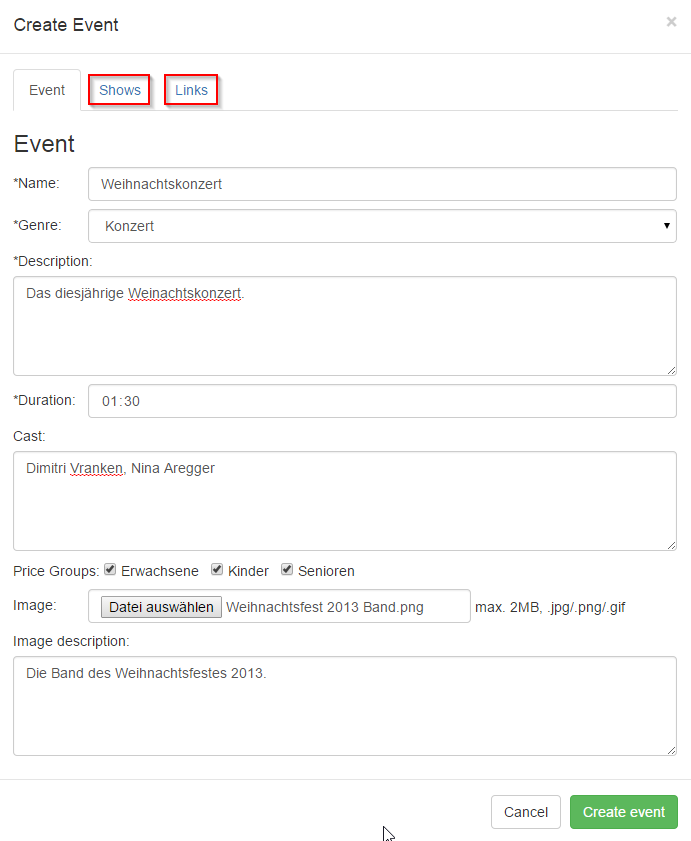 Create Event ×
Event Shows Links
Event
*Name: Weihnachtskonzert
*Genre: Konzert
*Description:
Das diesjährige Weinachtskonzert.
*Duration: 01:30
Cast:
Dimitri Vranken, Nina Aregger
Price Groups: Erwachsene Kinder Senioren
Image: Datei auswählen Weihnachtsfest 2013 Band.png max. 2MB, .jpg/.png/.gif
Image description:
Die Band des Weihnachtsfestes 2013.
Cancel Create event